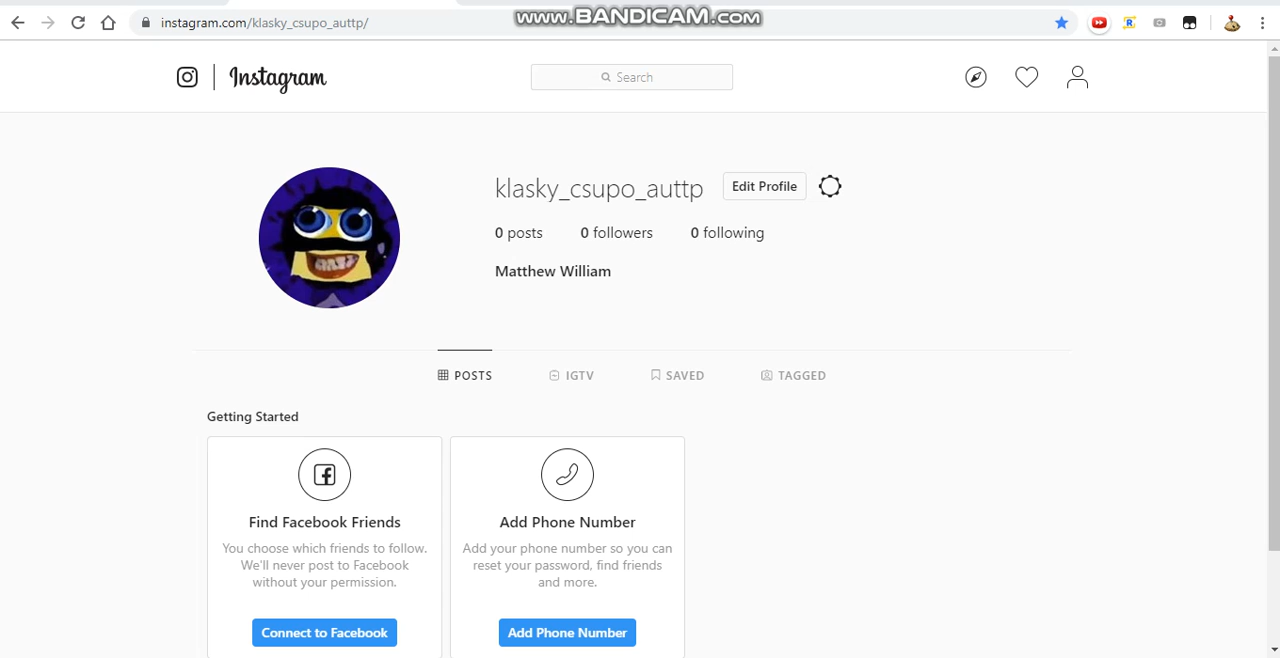 instagram.com/klasky_csupo_auttp/
www.BANDICAM.com
Instagram
Search
klasky_csupo_auttp
Edit Profile
0 posts 0 followers 0 following
Matthew William
POSTS IGTV SAVED TAGGED
Getting Started
Find Facebook Friends
You choose which friends to follow.
We'll never post to Facebook
without your permission.
Connect to Facebook
Add Phone Number
Add your phone number so you can
reset your password, find friends
and more.
Add Phone Number